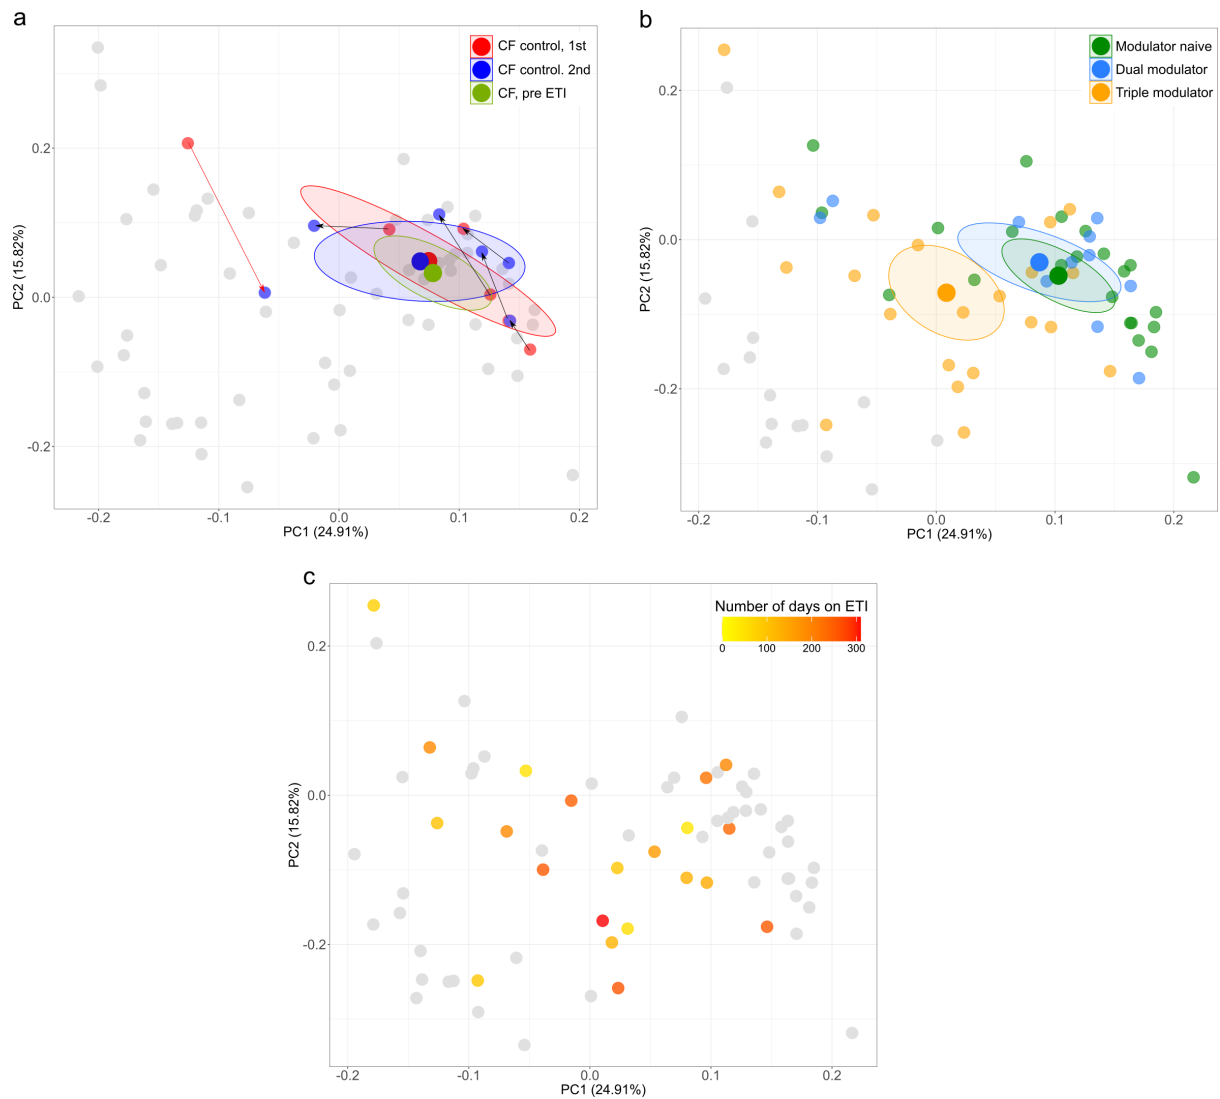 a
CF control, 1st
CF control. 2nd
CF, pre ETI
0.2
0.0
-0.2
PC2 (15.82%)
-0.2
-0.1
0.0
0.1
0.2
PC1 (24.91%)
b
Modulator naive
Dual modulator
Triple modulator
0.2
0.0
-0.2
PC2 (15.82%)
-0.2
-0.1
0.0
0.1
0.2
PC1 (24.91%)
c
Number of days on ETI
0
100
200
300
0.2
0.0
-0.2
PC2 (15.82%)
-0.2
-0.1
0.0
0.1
0.2
PC1 (24.91%)